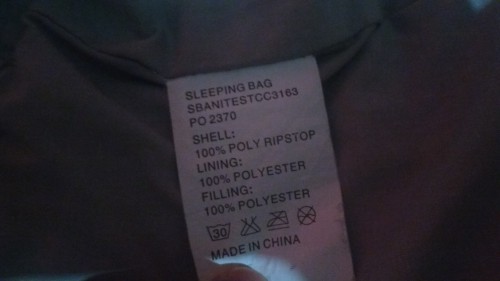 SLEEPING BAG
SBANITESTCC3163
PO 2370
SHELL:
100% POLY RIPSTOP
LINING:
100% POLYESTER
FILLING:
100% POLYESTER
30
MADE IN CHINA